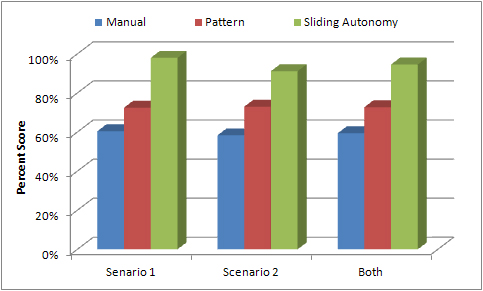 Manual Pattern Sliding Autonomy
100%
80%
60%
40%
20%
0%
Percent Score
Senario 1 Scenario 2 Both